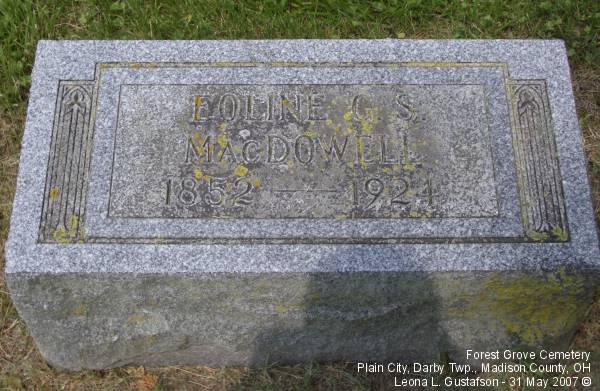 EOLINE G. S.
MACDOWELL
1852 — 1924
Forest Grove Cemetery
Plain City, Darby Twp., Madison County, OH
Leona L. Gustafson - 31 May 2007 ©